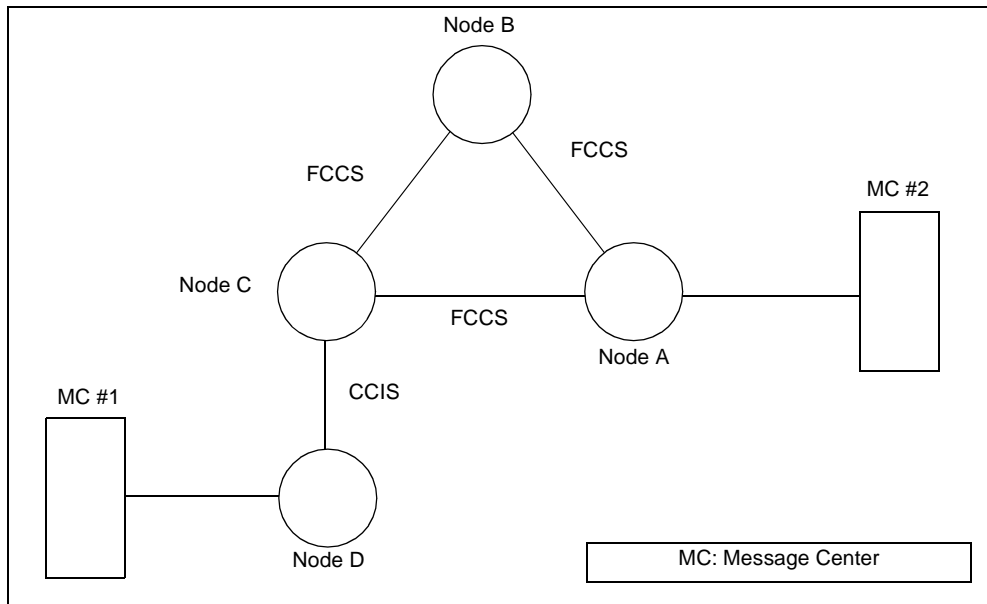 Node B
FCCS
FCCS
MC #2
Node C
FCCS
Node A
CCIS
MC #1
Node D
MC: Message Center